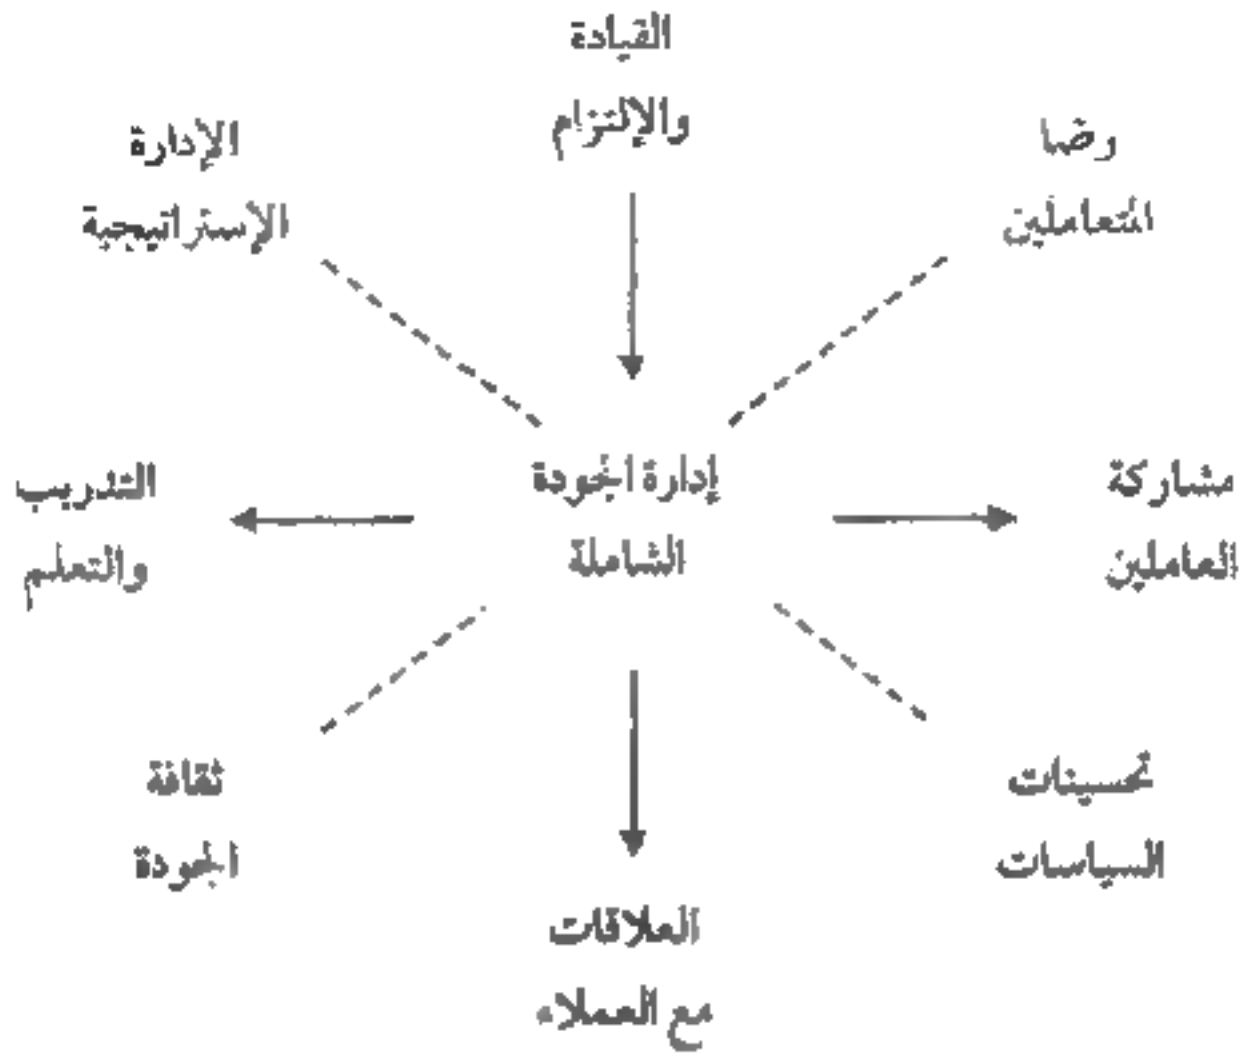 القيادة
والإلتزام
رضا
المتعاملين
الإدارة
الإستراتيجية
إدارة الجودة
الشاملة
مشاركة
العاملين
التدريب
والتعلم
تحسينات
السياسات
ثقافة
الجودة
العلاقات
مع العملاء